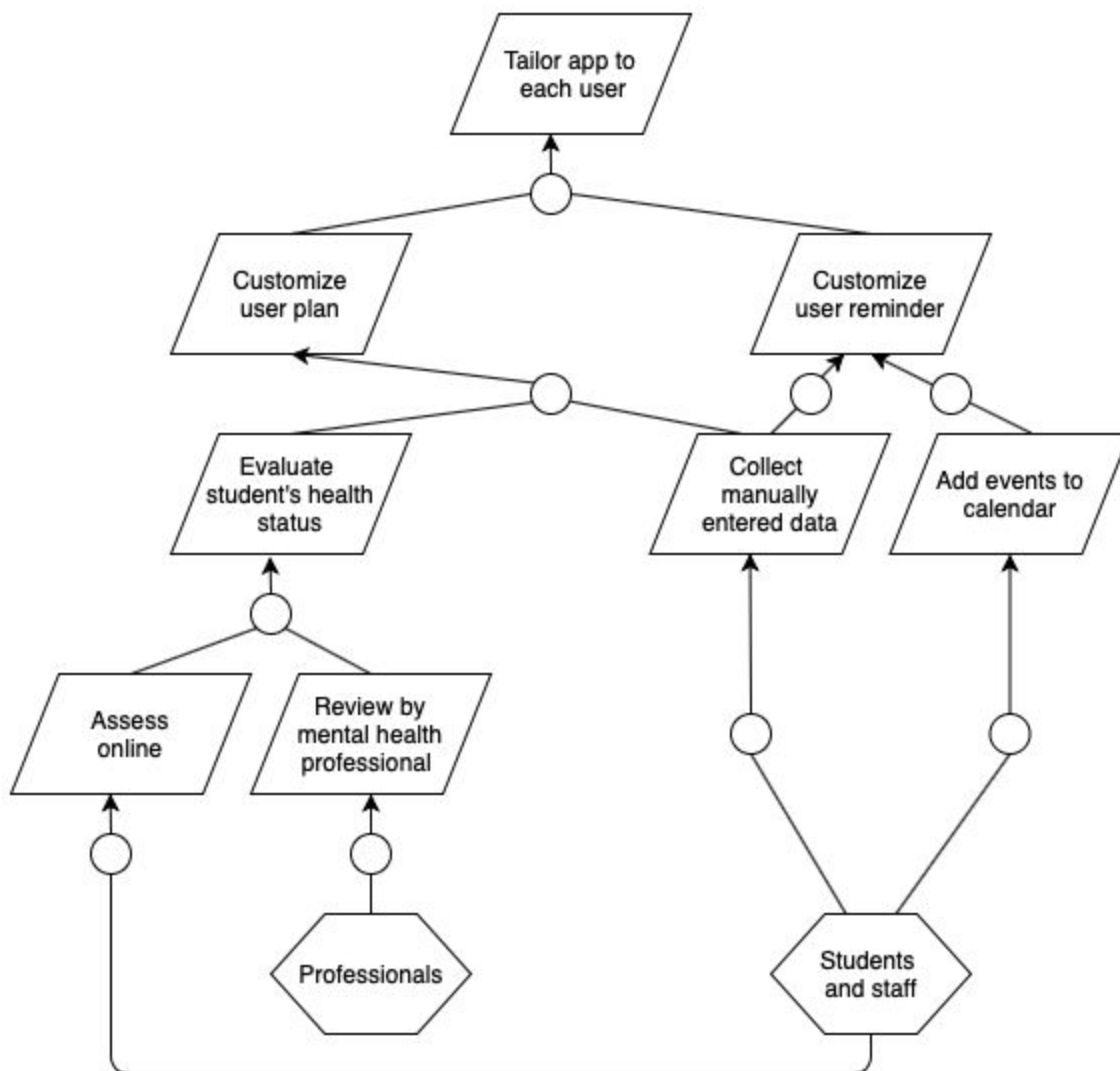 Tailor app to
each user
Customize
user plan
Customize
user reminder
Evaluate
student's health
status
Collect
manually
entered data
Add events to
calendar
Assess
online
Review by
mental health
professional
Professionals
Students
and staff